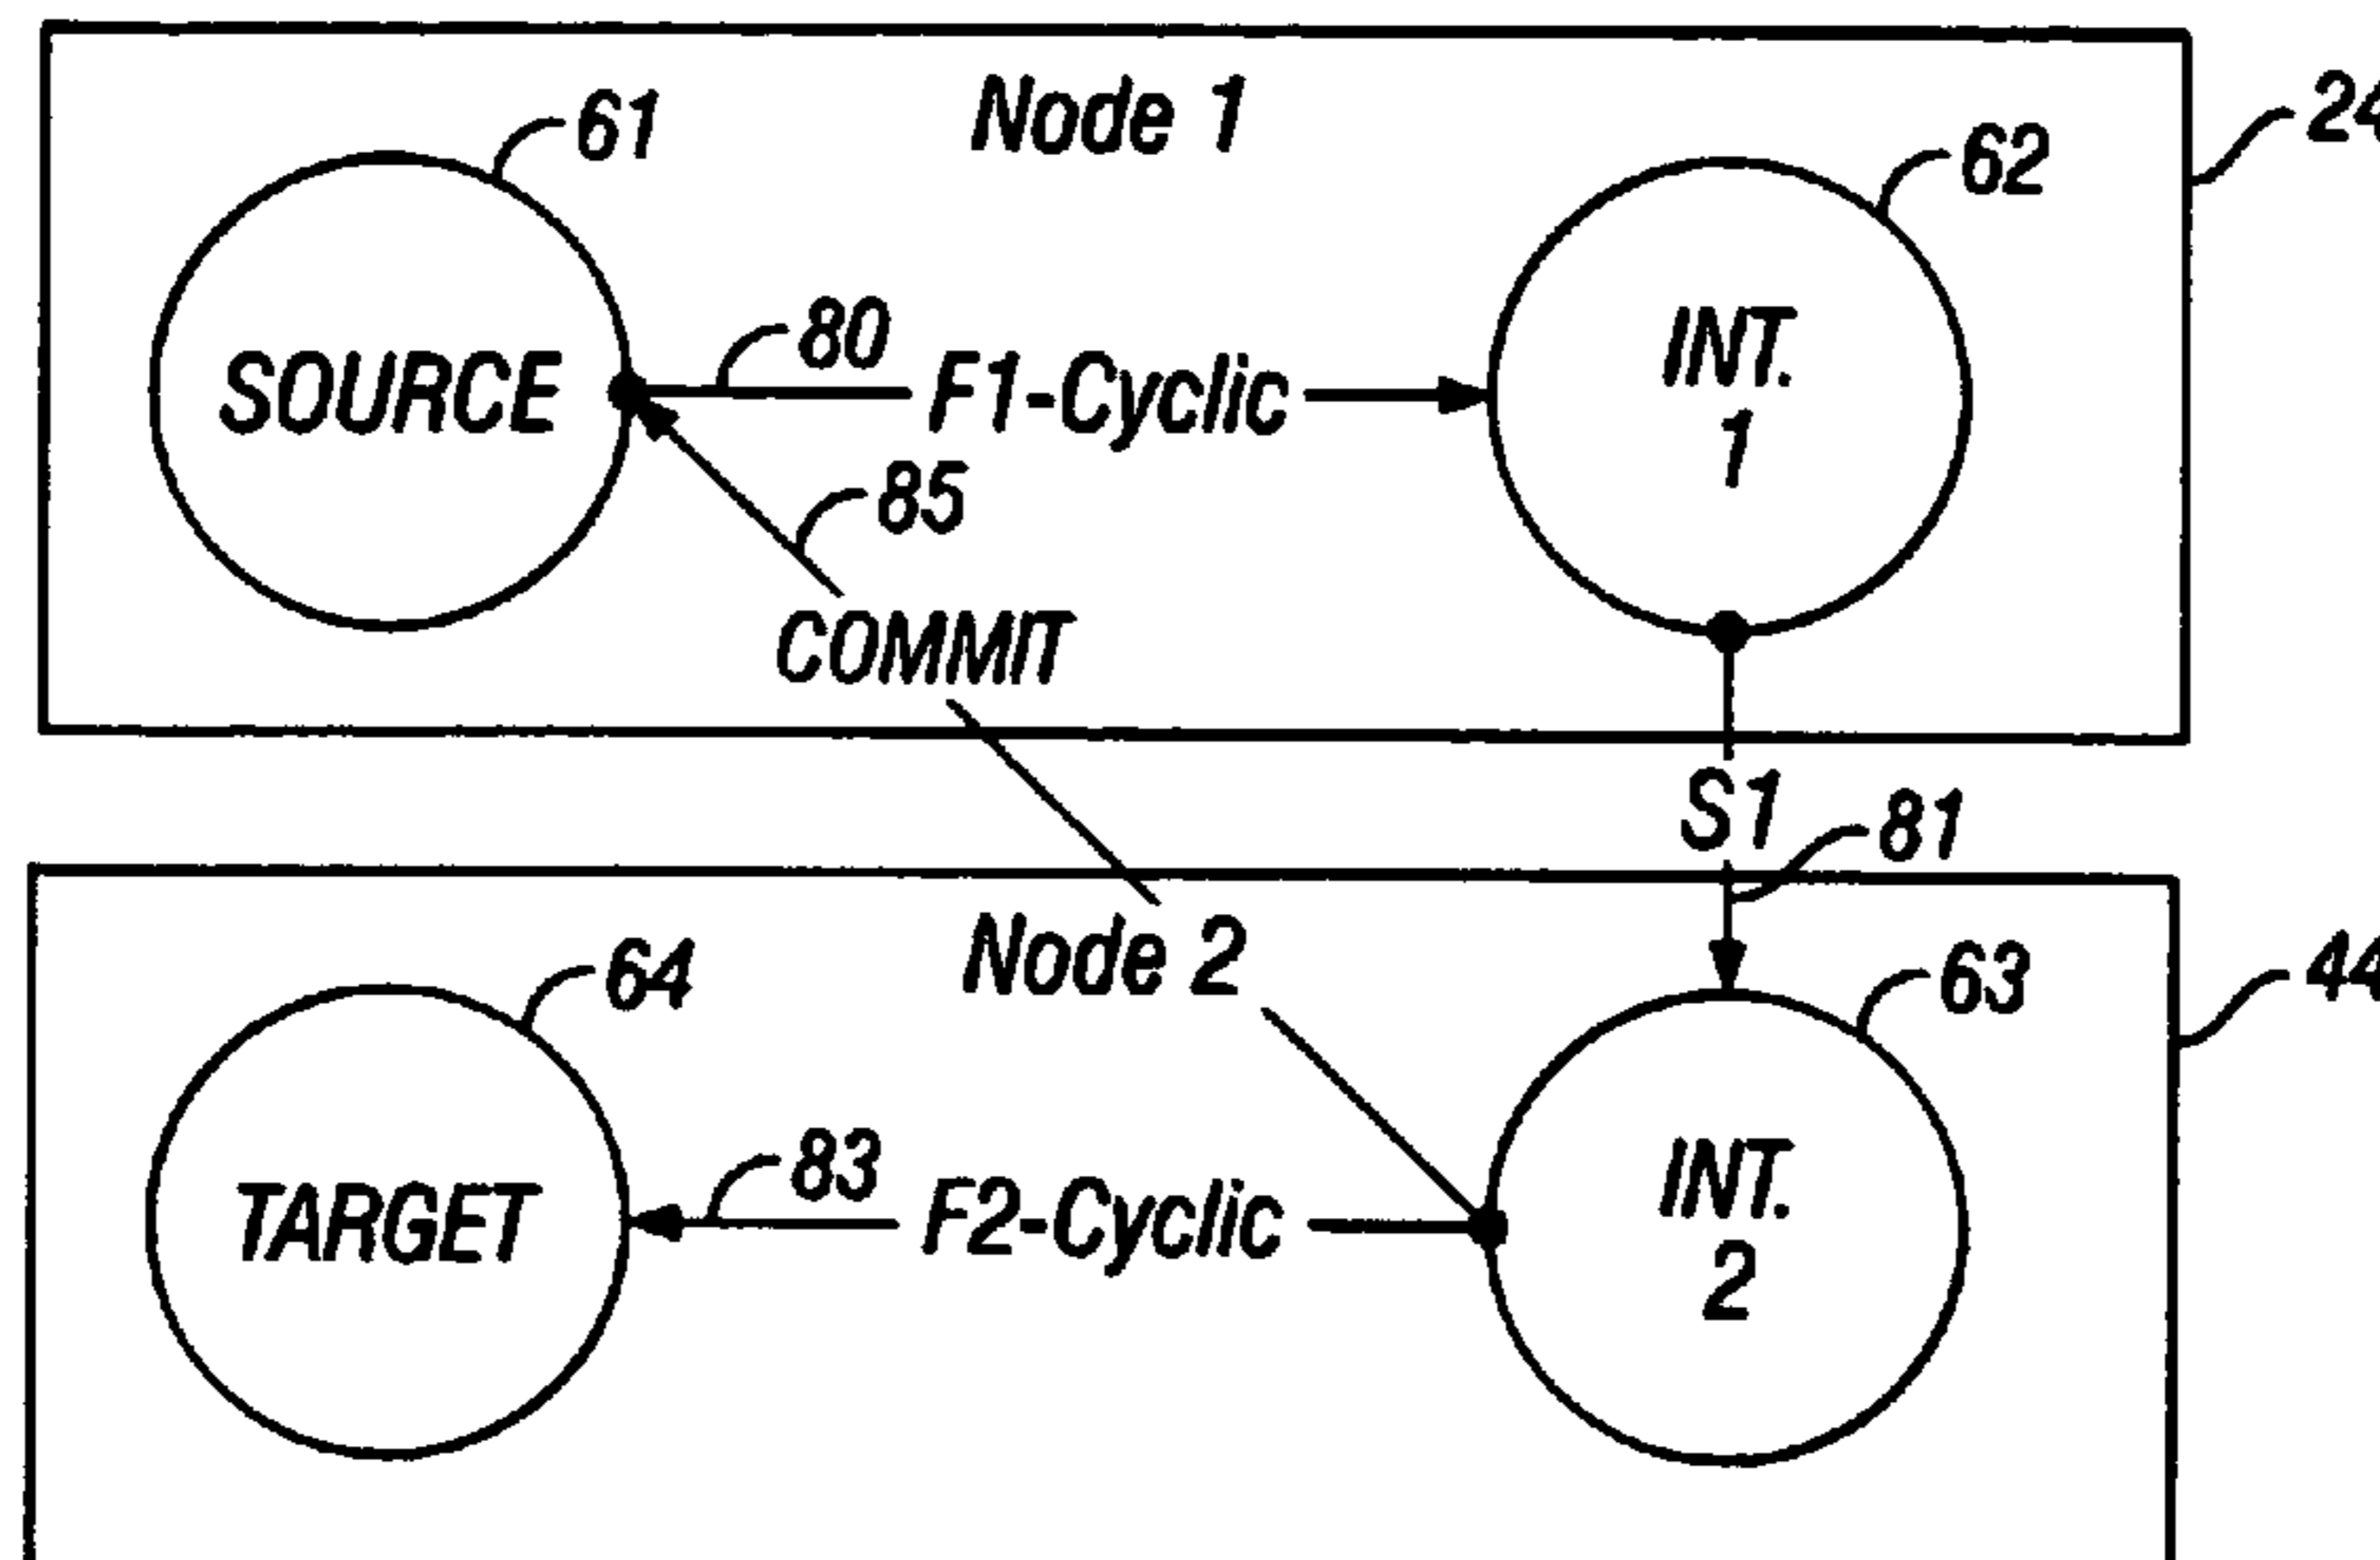 Node 1
61
62
24
80
SOURCE
F1-Cyclic
INT.
1
85
COMMIT
S1
81
Node 2
64
63
44
83
TARGET
F2-Cyclic
INT.
2